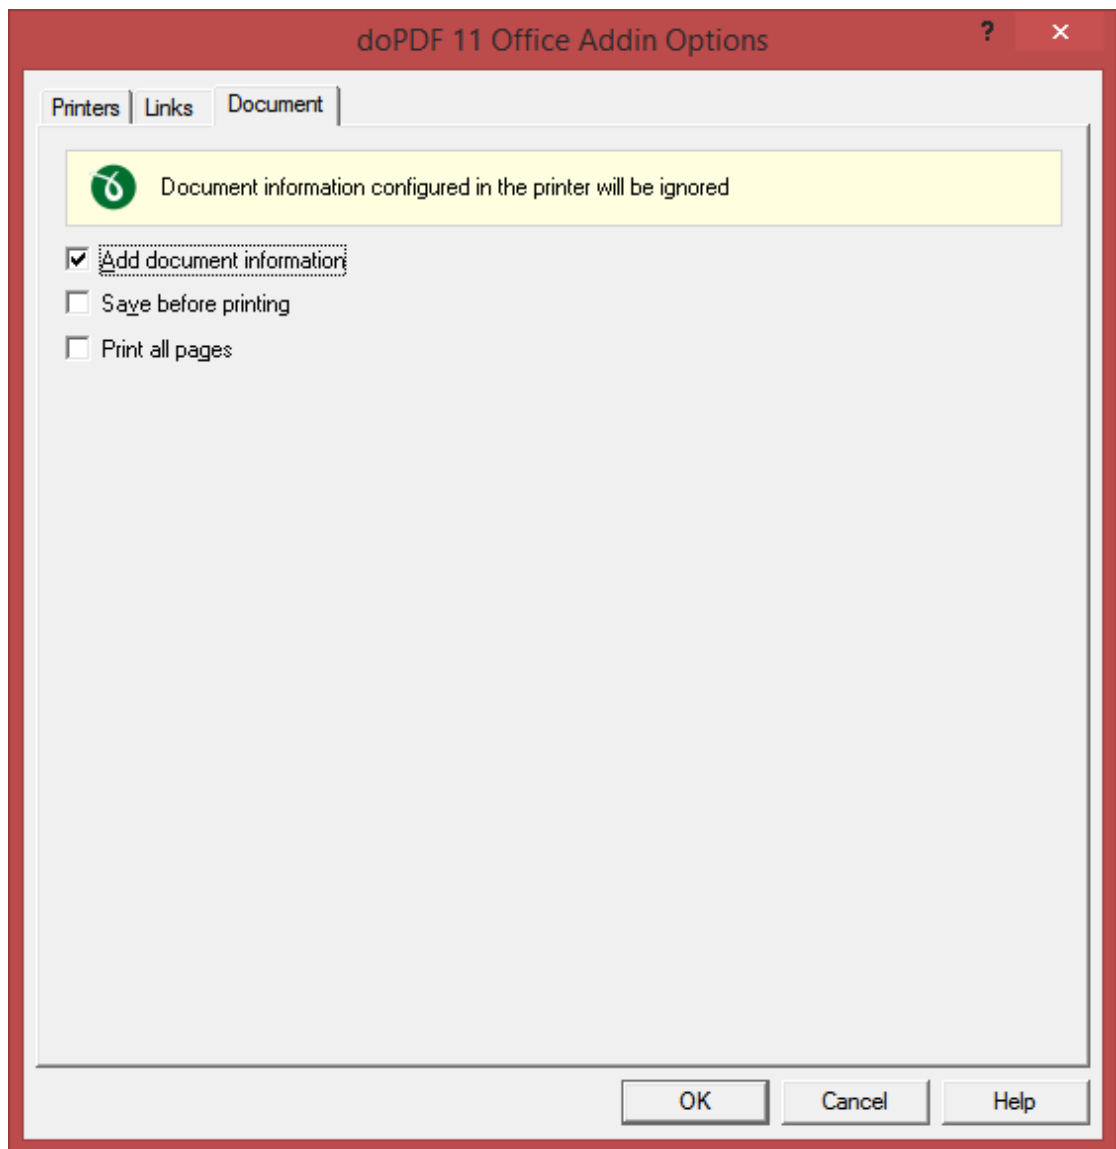 doPDF 11 Office Addin Options
?
×
Printers
Links
Document
Document information configured in the printer will be ignored
Add document information
Save before printing
Print all pages
OK
Cancel
Help